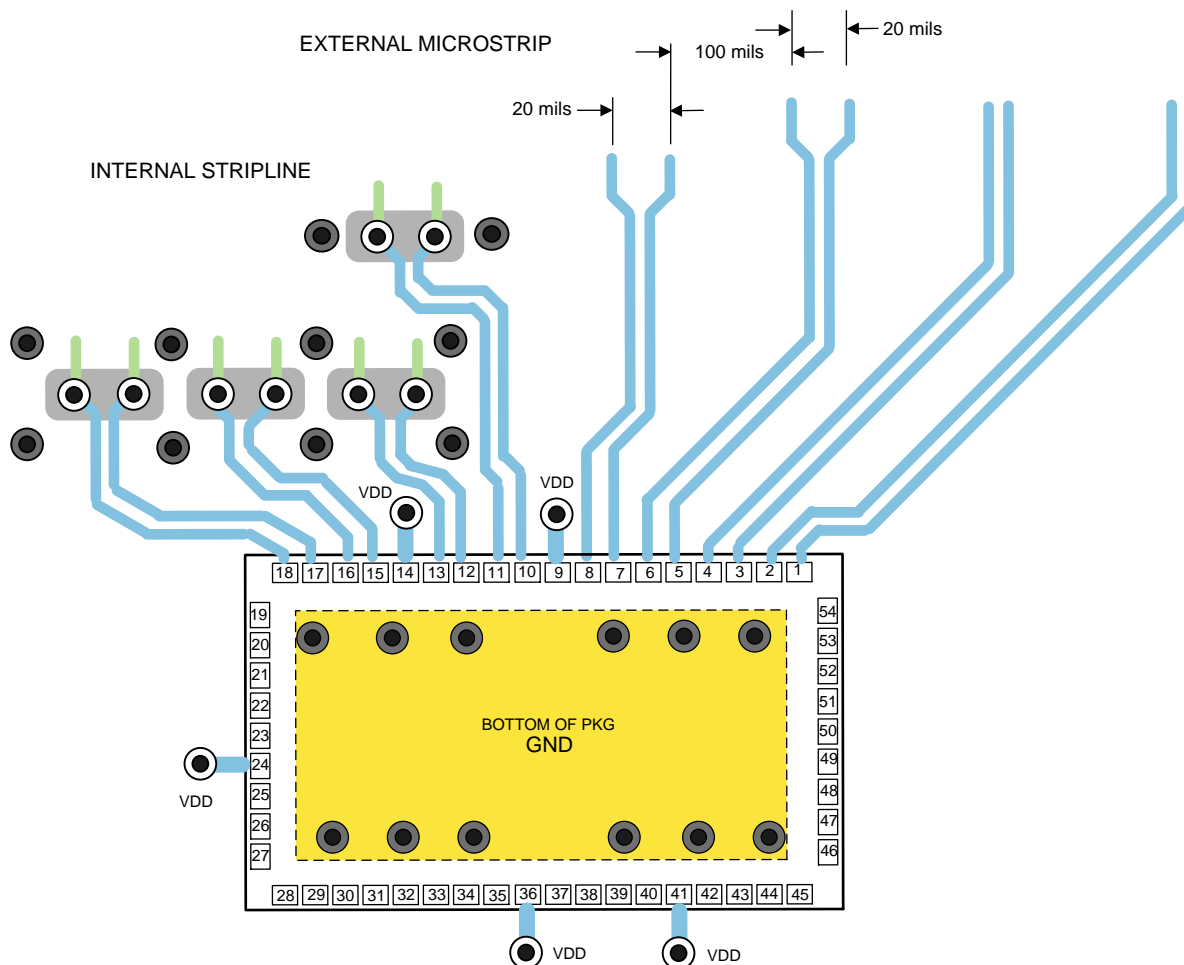 EXTERNAL MICROSTRIP
20 mils
100 mils
20 mils
INTERNAL STRIPLINE
VDD
VDD
18 17 16 15 14 13 12 11 10 9 8 7 6 5 4 3 2 1
19
20
21
22
23
24
25
26
27
54
53
52
51
50
49
48
47
46
BOTTOM OF PKG
GND
VDD
28 29 30 31 32 33 34 35 36 37 38 39 40 41 42 43 44 45
VDD
VDD